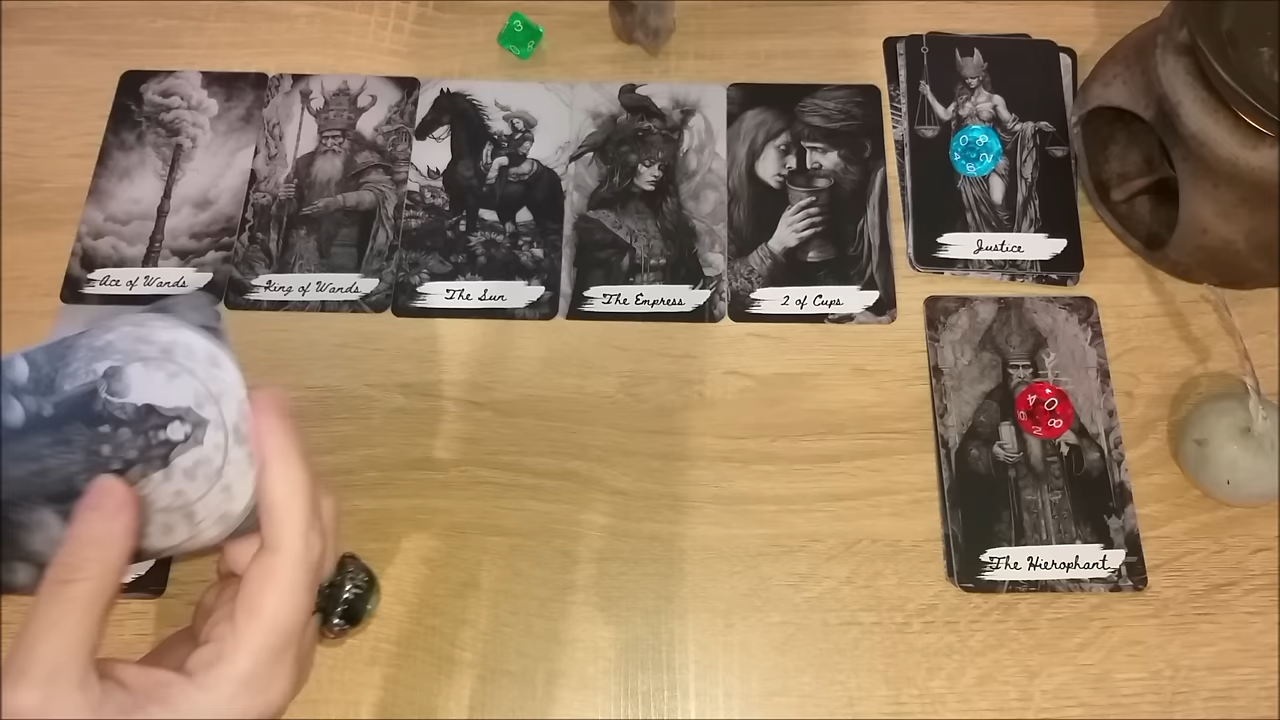 Ace of Wands
King of Wands
The Sun
The Empress
2 of Cups
Justice
The Hierophant